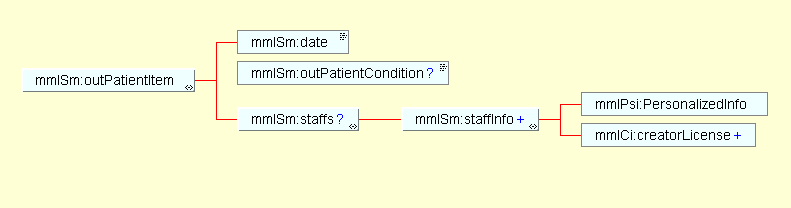 mmlSm:date
mmlSm:outPatientItem
mmlSm:outPatientCondition ?
mmlSm:staffs ?
mmlSm:staffInfo +
mmlPsi:PersonalizedInfo
mmlCi:creatorLicense +